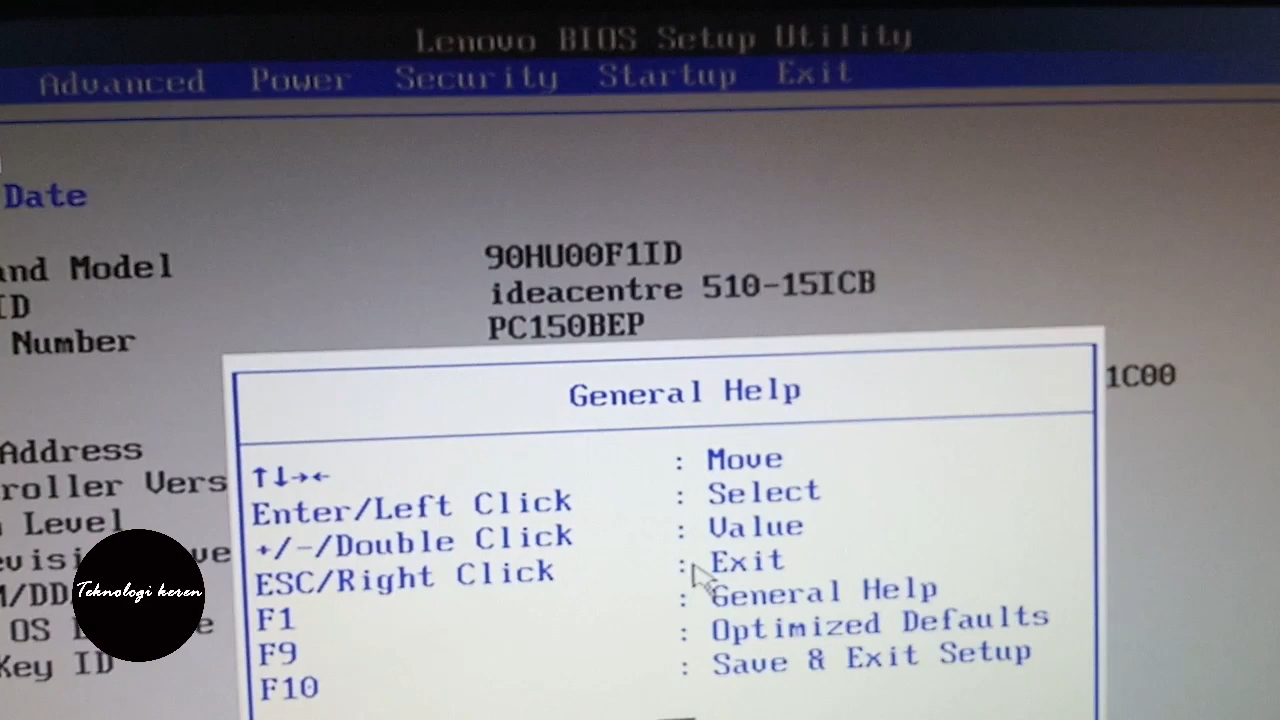 Lenovo BIOS Setup Utility
Advanced Power Security Startup Exit
Date
and Model 90HU00F1ID
ID ideacentre 510-15ICB
Number PC150BEP
1C00
General Help
Address
↑↓→← : Move
roller Vers
Enter/Left Click : Select
Level
+/-/Double Click : Value
ESC/Right Click : Exit
Teknologi keren
F1 : General Help
OS
F9 : Optimized Defaults
Key ID
F10 : Save & Exit Setup